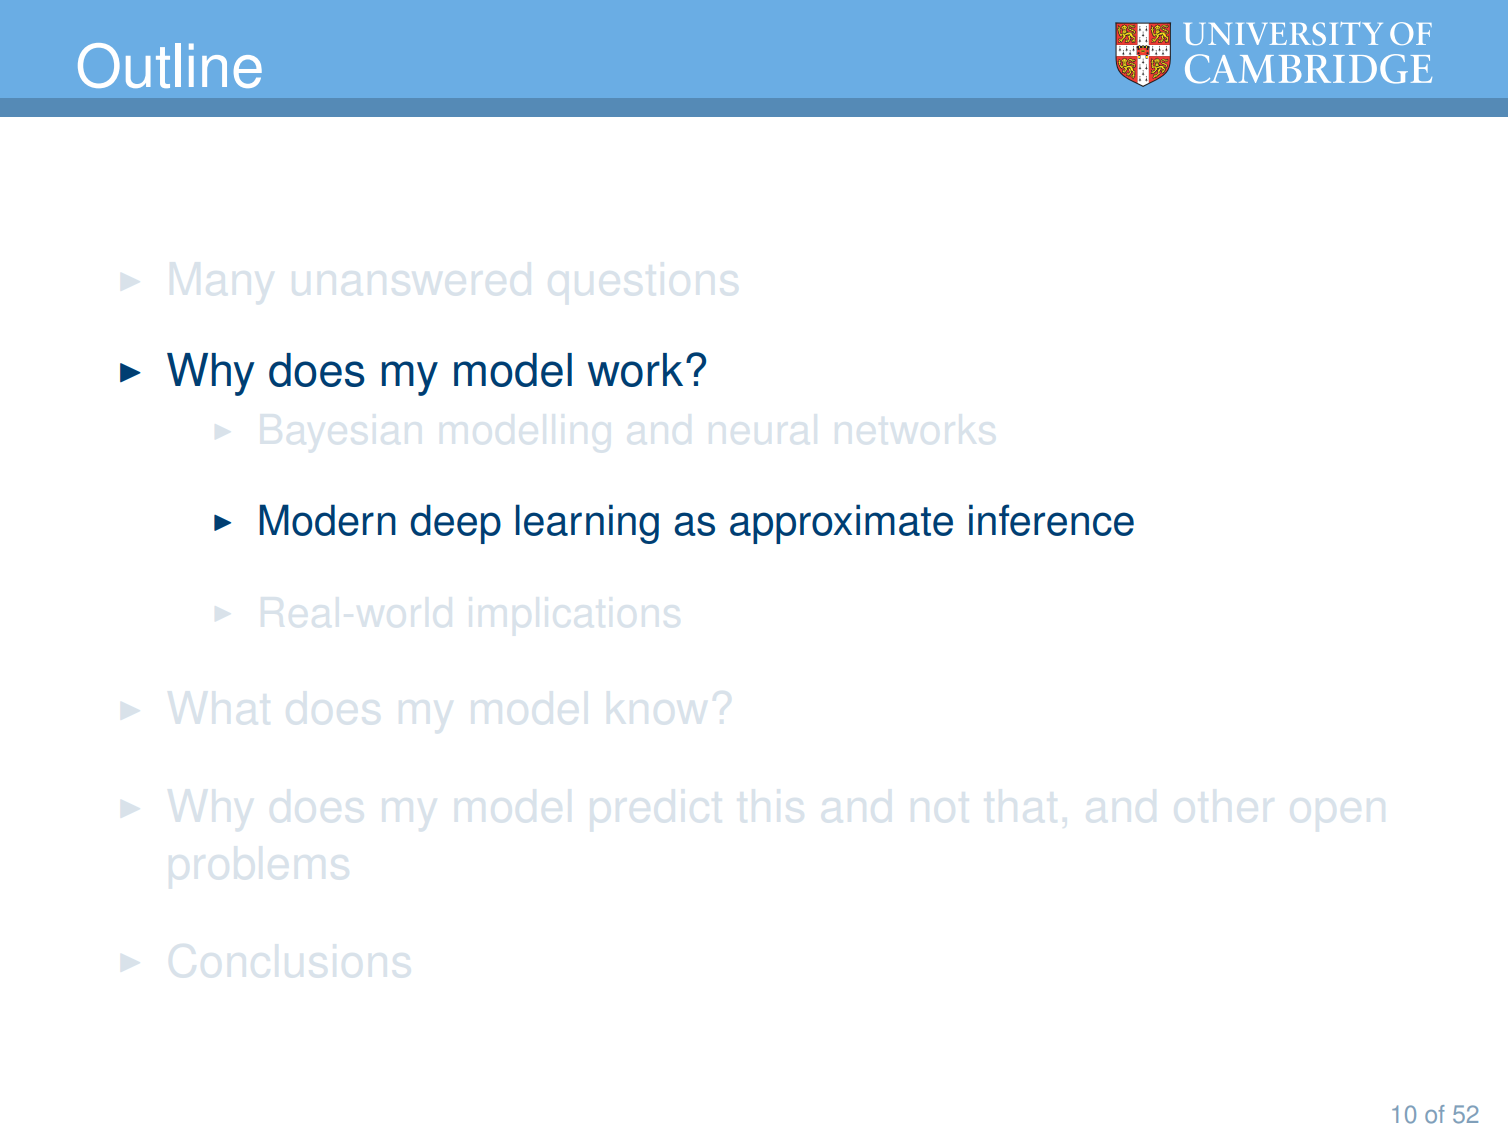 Outline
UNIVERSITY OF
CAMBRIDGE
Many unanswered questions
Why does my model work?
Bayesian modelling and neural networks
Modern deep learning as approximate inference
Real-world implications
What does my model know?
Why does my model predict this and not that, and other open
problems
Conclusions
10 of 52